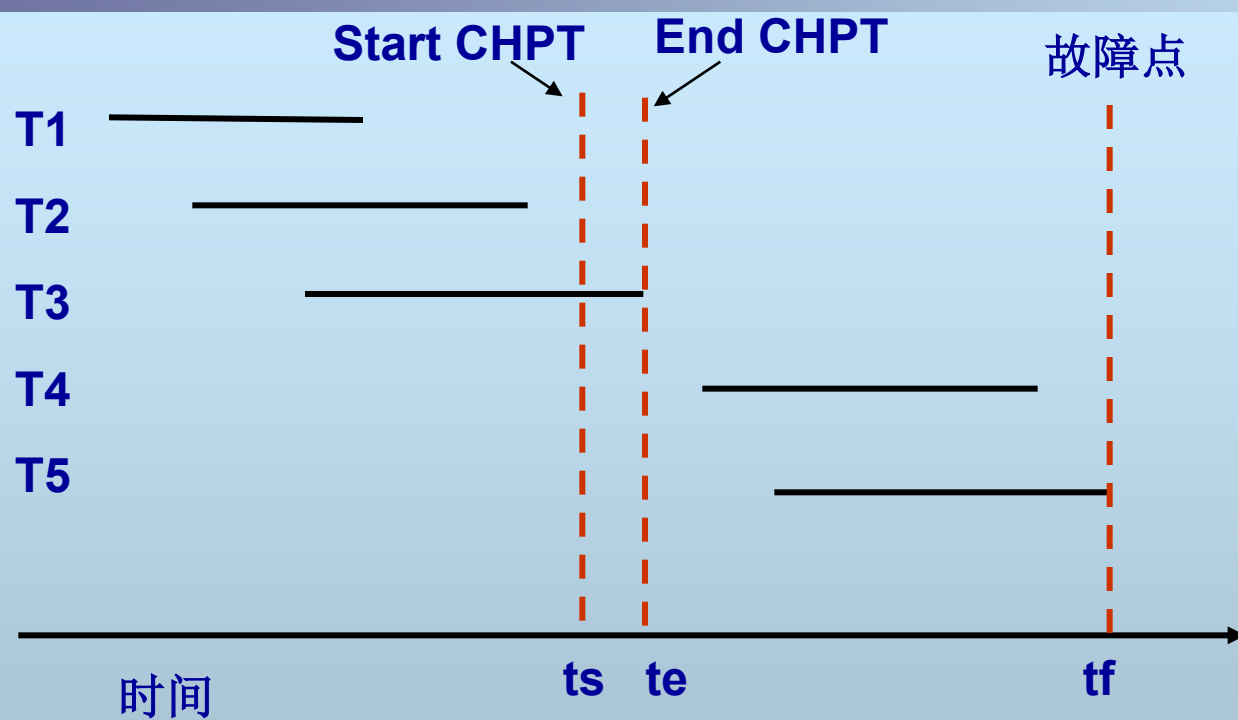 Start CHPT
End CHPT
故障点
T1
T2
T3
T4
T5
时间
ts
te
tf